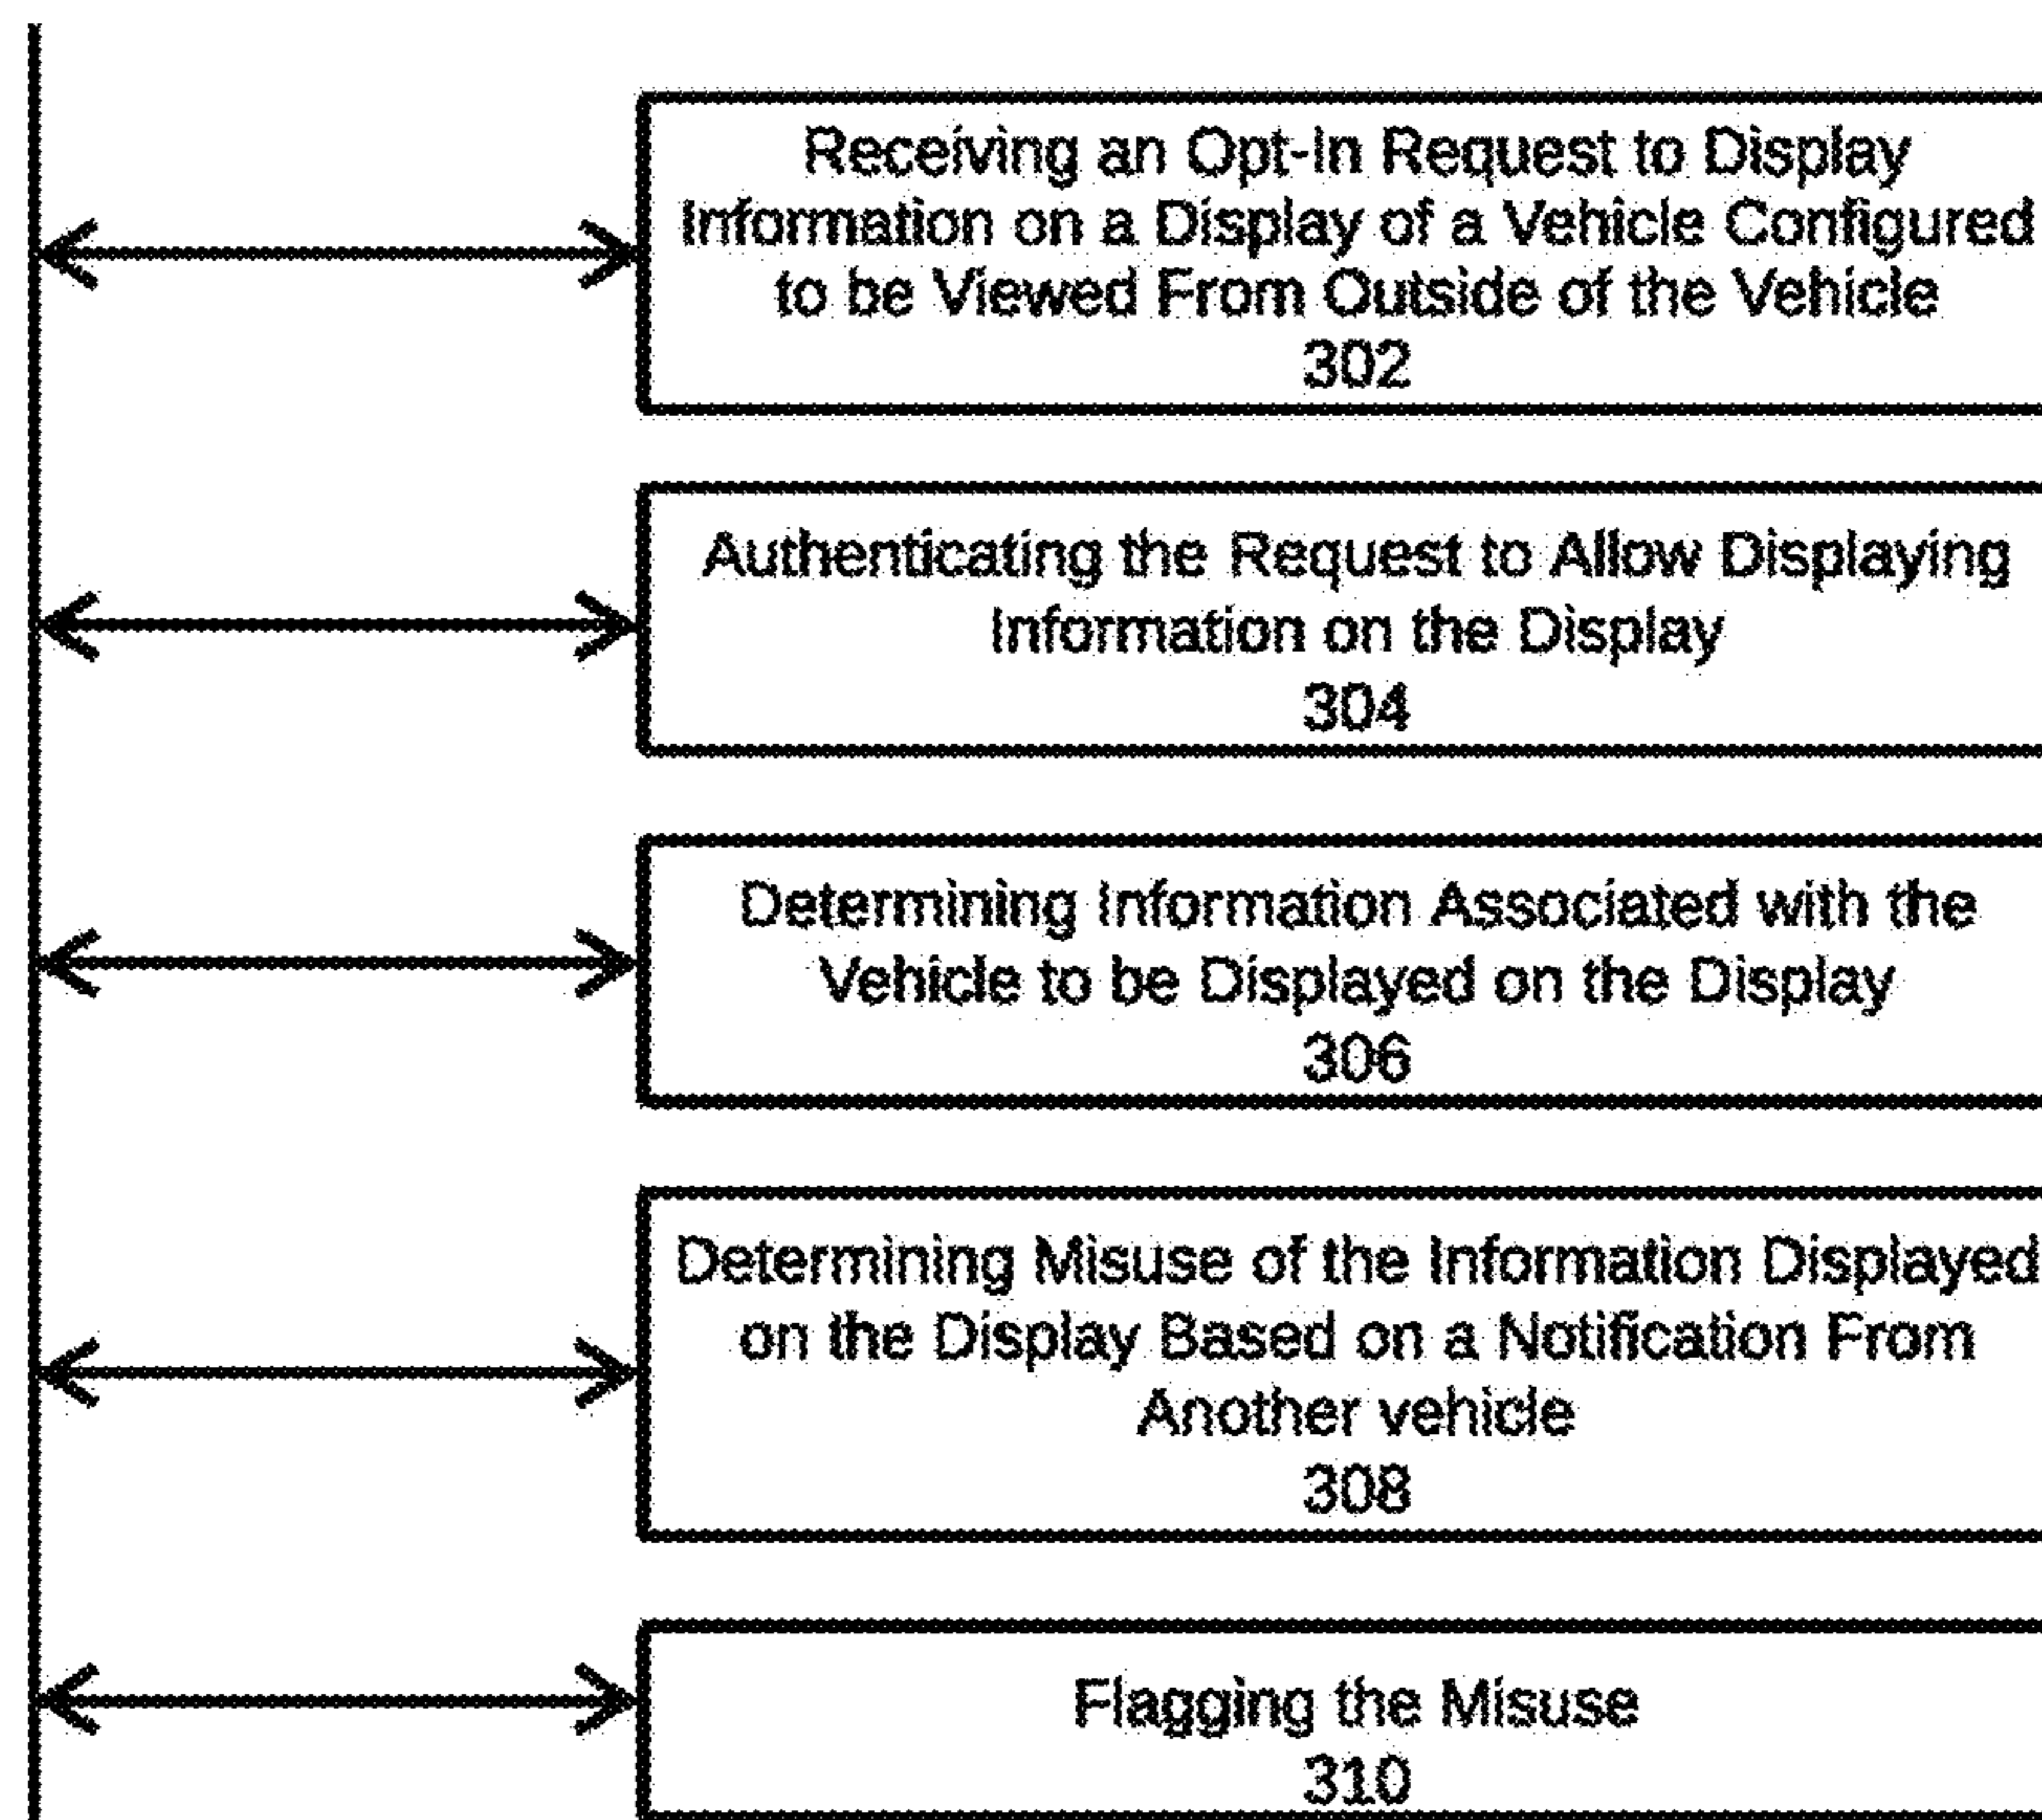 Receiving an Opt-In Request to Display
Information on a Display of a Vehicle Configured
to be Viewed From Outside of the Vehicle
302
Authenticating the Request to Allow Displaying
Information on the Display
304
Determining Information Associated with the
Vehicle to be Displayed on the Display
306
Determining Misuse of the Information Displayed
on the Display Based on a Notification From
Another vehicle
308
Flagging the Misuse
310